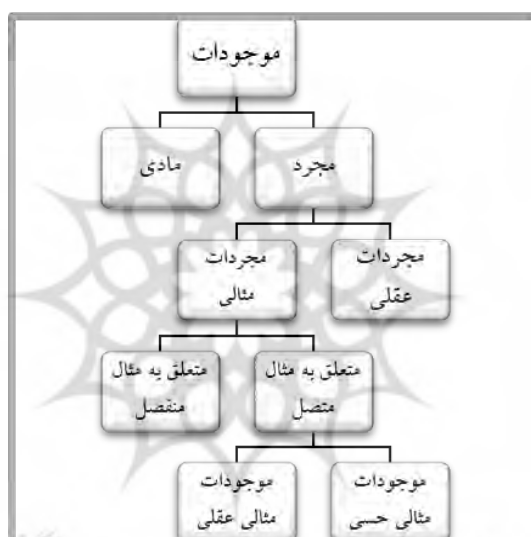 موجودات
مجرد
مادی
مجردات
عقلی
مجردات
مثالی
متعلق به مثال
متصل
متعلق به مثال
منفصل
موجودات
مثالی حسی
موجودات
مثالی عقلی